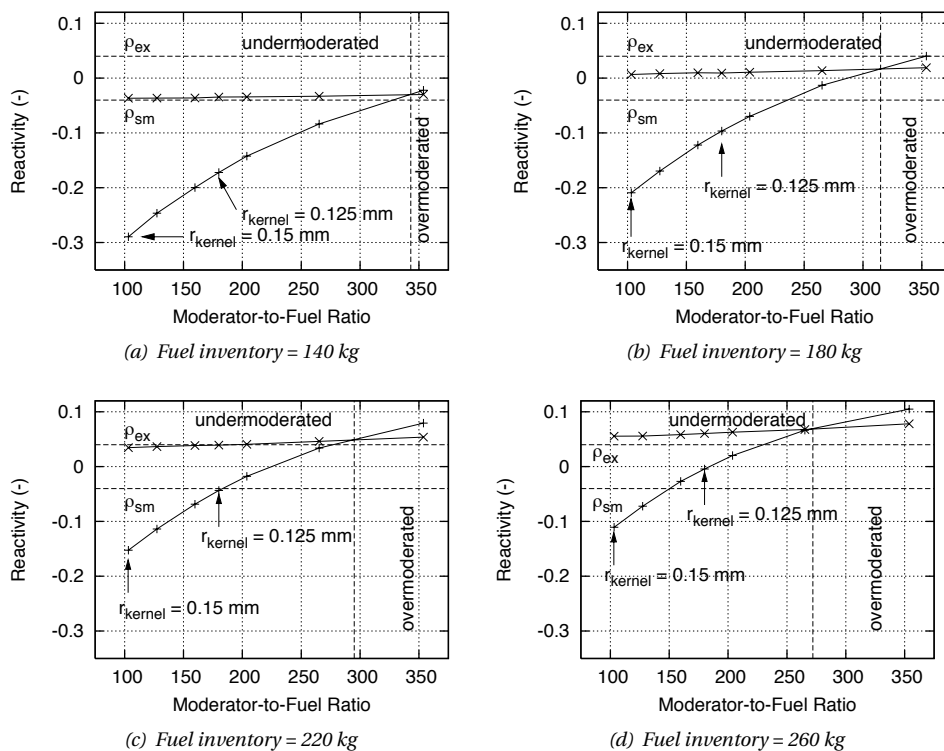 0.1
0
-0.1
-0.2
-0.3
Reactivity (-)
ρex
undermoderated
ρsm
rkernel = 0.125 mm
rkernel = 0.15 mm
overmoderated
100 150 200 250 300 350
Moderator-to-Fuel Ratio
(a) Fuel inventory = 140 kg
0.1
0
-0.1
-0.2
-0.3
Reactivity (-)
ρex
undermoderated
ρsm
rkernel = 0.125 mm
rkernel = 0.15 mm
overmoderated
100 150 200 250 300 350
Moderator-to-Fuel Ratio
(b) Fuel inventory = 180 kg
0.1
0
-0.1
-0.2
-0.3
Reactivity (-)
undermoderated
ρex
ρsm
rkernel = 0.125 mm
rkernel = 0.15 mm
overmoderated
100 150 200 250 300 350
Moderator-to-Fuel Ratio
(c) Fuel inventory = 220 kg
0.1
0
-0.1
-0.2
-0.3
Reactivity (-)
undermoderated
ρex
ρsm
rkernel = 0.125 mm
rkernel = 0.15 mm
overmoderated
100 150 200 250 300 350
Moderator-to-Fuel Ratio
(d) Fuel inventory = 260 kg